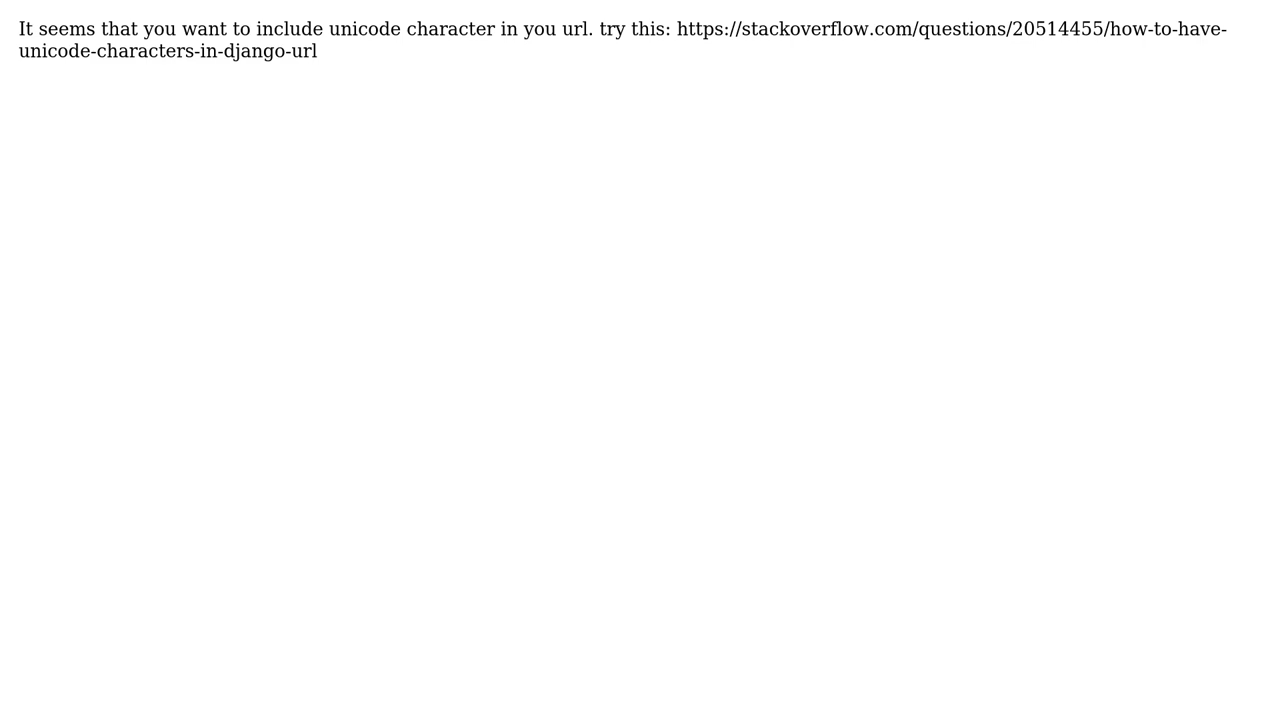 It seems that you want to include unicode character in you url. try this: https://stackoverflow.com/questions/20514455/how-to-have-
unicode-characters-in-django-url